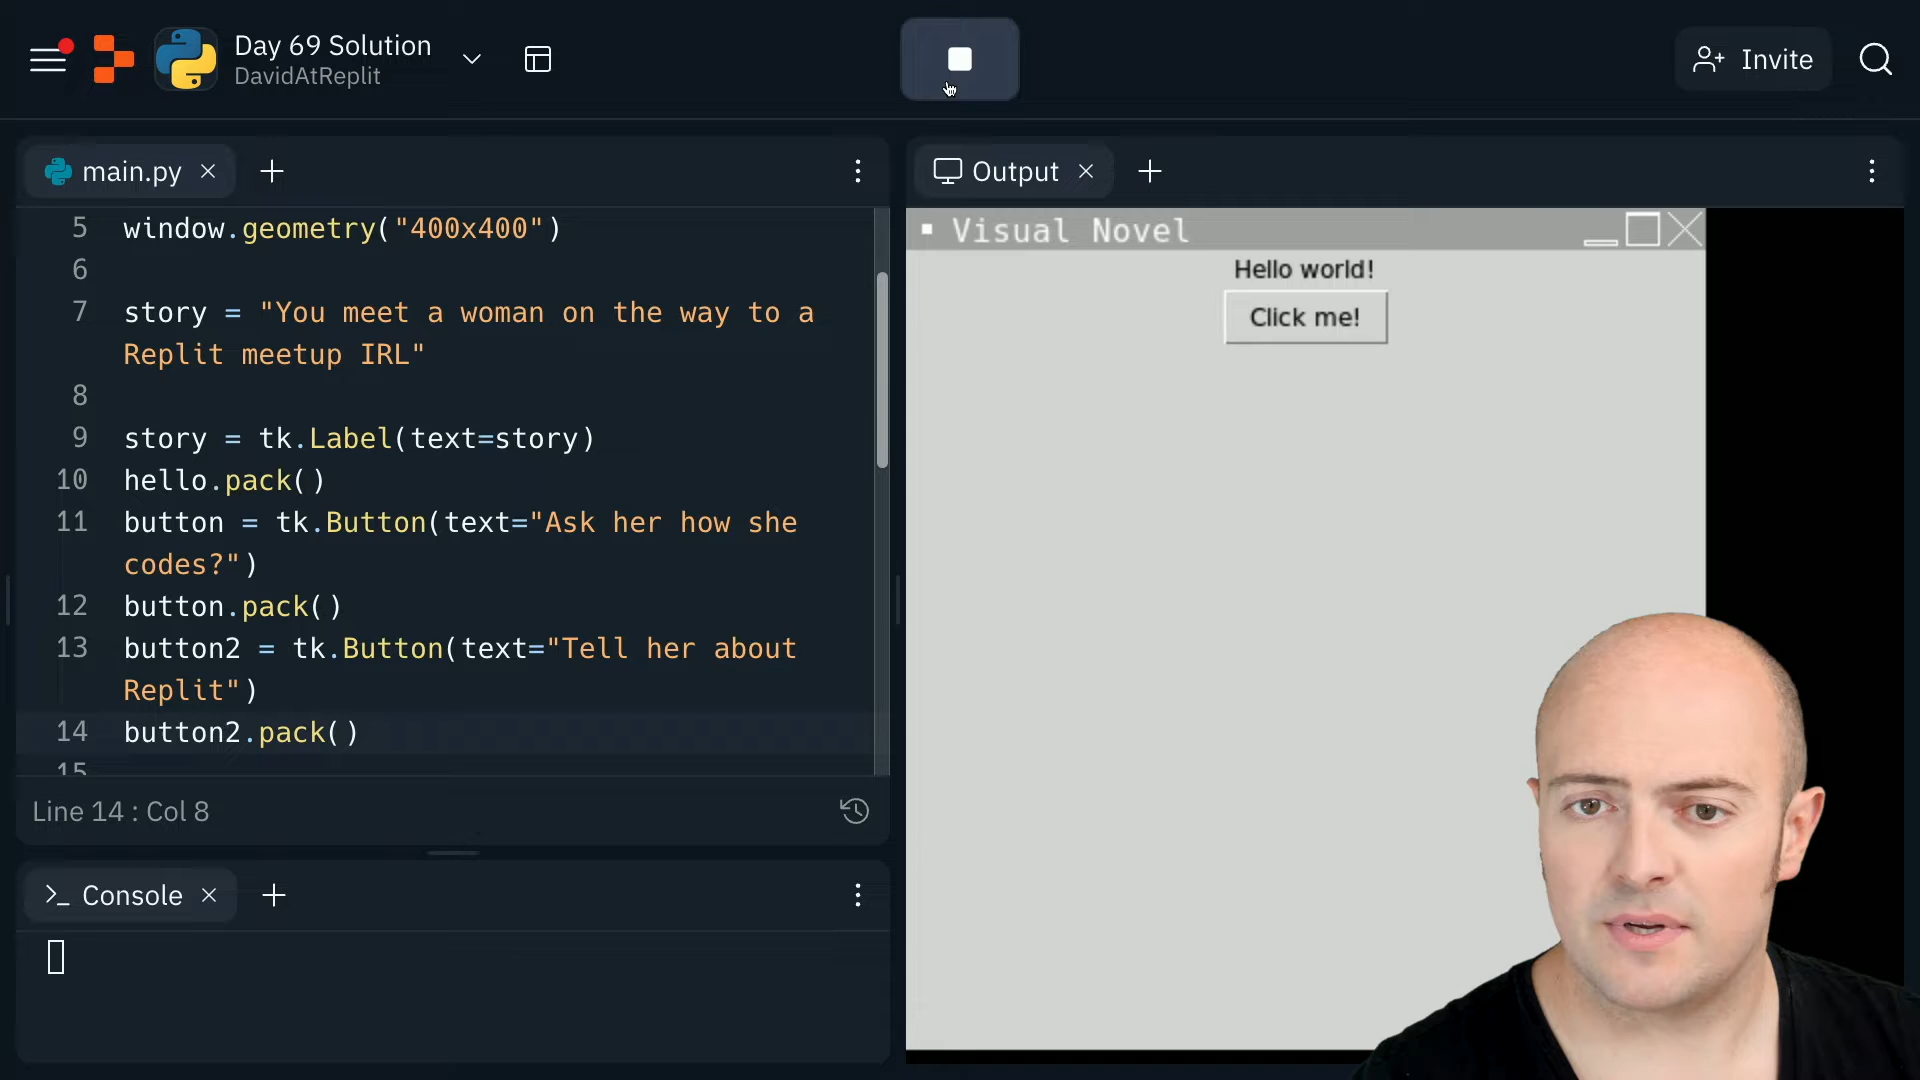 Day 69 Solution
DavidAtReplit
Invite
main.py
5 window.geometry("400x400")
6
7 story = "You meet a woman on the way to a
Replit meetup IRL"
8
9 story = tk.Label(text=story)
10 hello.pack()
11 button = tk.Button(text="Ask her how she
codes?")
12 button.pack()
13 button2 = tk.Button(text="Tell her about
Replit")
14 button2.pack()
15
Line 14 : Col 8
Console
Output
Visual Novel
Hello world!
Click me!